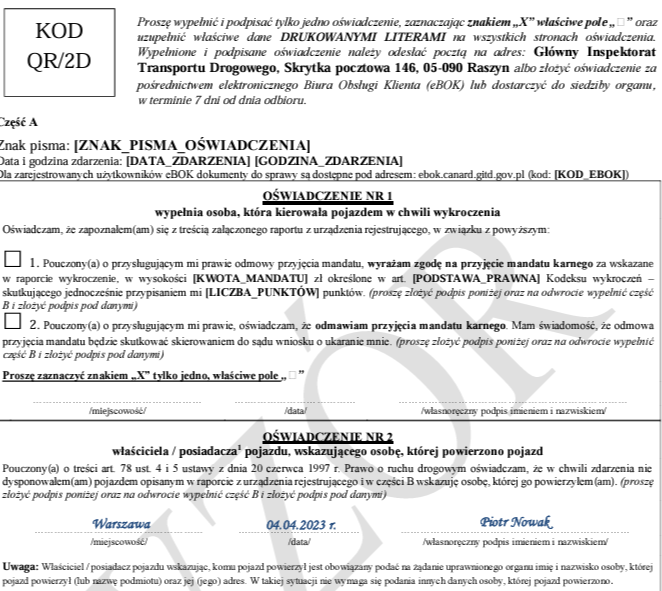 KOD
QR/2D
Proszę wypełnić i podpisać tylko jedno oświadczenie, zaznaczając znakiem „X” właściwe pole „□” oraz
uzupełnić właściwe dane DRUKOWANYMI LITERAMI na wszystkich stronach oświadczenia.
Wypełnione i podpisane oświadczenie należy odesłać pocztą na adres: Główny Inspektorat
Transportu Drogowego, Skrytka pocztowa 146, 05-090 Raszyn albo złożyć oświadczenie za
pośrednictwem elektronicznego Biura Obsługi Klienta (eBOK) lub dostarczyć do siedziby organu,
w terminie 7 dni od dnia odbioru.
Część A
Znak pisma: [ZNAK_PISMA_OŚWIADCZENIA]
Data i godzina zdarzenia: [DATA_ZDARZENIA] [GODZINA_ZDARZENIA]
Dla zarejestrowanych użytkowników eBOK dokumenty do sprawy są dostępne pod adresem: ebok.canard.gitd.gov.pl (kod: [KOD_EBOK])
OŚWIADCZENIE NR 1
wypełnia osoba, która kierowała pojazdem w chwili wykroczenia
Oświadczam, że zapoznałem(am) się z treścią załączonego raportu z urządzenia rejestrującego, w związku z powyższym:
□ 1. Pouczony(a) o przysługującym mi prawie odmowy przyjęcia mandatu, wyrażam zgodę na przyjęcie mandatu karnego za wskazane
w raporcie wykroczenie, w wysokości [KWOTA_MANDATU] zł określone w art. [PODSTAWA_PRAWNA] Kodeksu wykroczeń –
skutkującego jednocześnie przypisaniem mi [LICZBA_PUNKTÓW] punktów. (proszę złożyć podpis poniżej oraz na odwrocie wypełnić część
B i złożyć podpis pod danymi)
□ 2. Pouczony(a) o przysługującym mi prawie, oświadczam, że odmawiam przyjęcia mandatu karnego. Mam świadomość, że odmowa
przyjęcia mandatu będzie skutkować skierowaniem do sądu wniosku o ukaranie mnie. (proszę złożyć podpis poniżej oraz na odwrocie wypełnić
część B i złożyć podpis pod danymi)
Proszę zaznaczyć znakiem „X” tylko jedno, właściwe pole „□”
/miejscowość/ /data/ /własnoręczny podpis imieniem i nazwiskiem/
OŚWIADCZENIE NR 2
właściciela / posiadacza¹ pojazdu, wskazującego osobę, której powierzono pojazd
Pouczony(a) o treści art. 78 ust. 4 i 5 ustawy z dnia 20 czerwca 1997 r. Prawo o ruchu drogowym oświadczam, że w chwili zdarzenia nie
dysponowałem(am) pojazdem opisanym w raporcie z urządzenia rejestrującego i w części B wskazuję osobę, której go powierzyłem(am). (proszę
złożyć podpis poniżej oraz na odwrocie wypełnić część B i złożyć podpis pod danymi)
Warszawa 04.04.2023 r. Piotr Nowak
/miejscowość/ /data/ /własnoręczny podpis imieniem i nazwiskiem/
Uwaga: Właściciel / posiadacz pojazdu wskazując, komu pojazd powierzył jest obowiązany podać na żądanie uprawnionego organu imię i nazwisko osoby, której
pojazd powierzył (lub nazwę podmiotu) oraz jej (jego) adres. W takiej sytuacji nie wymaga się podania innych danych osoby, której pojazd powierzono.
WZÓR